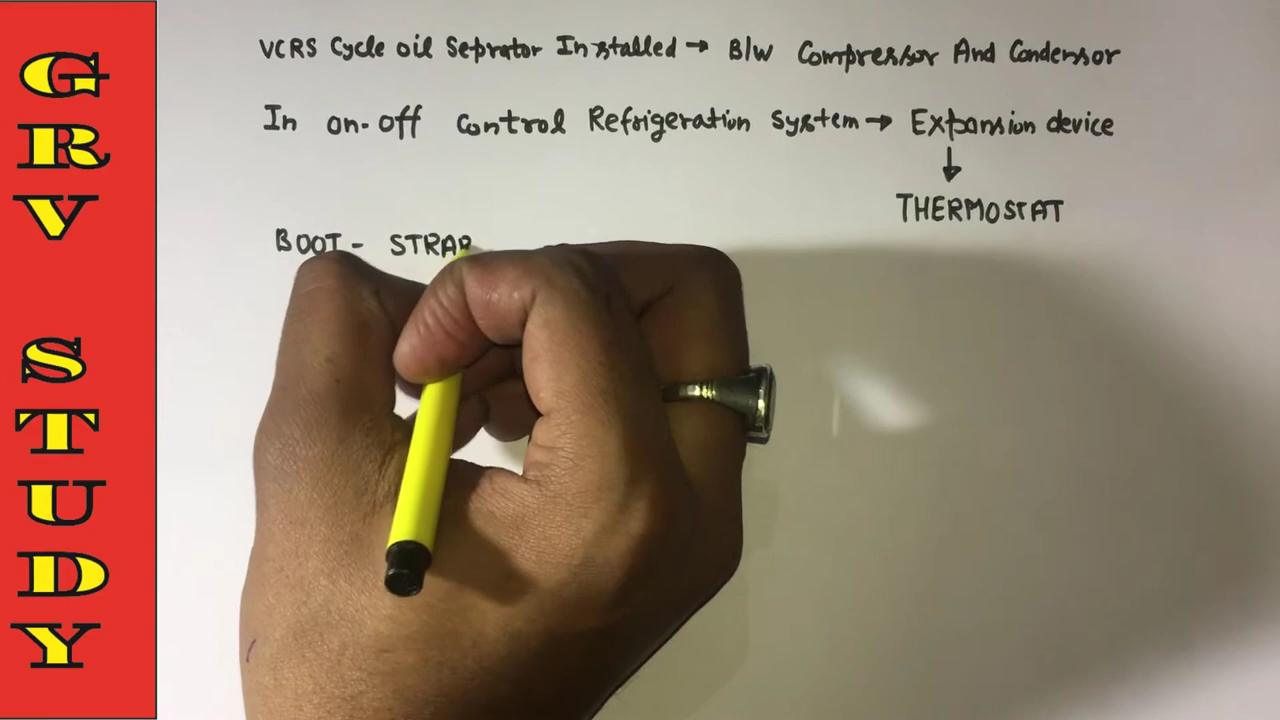 GRV STUDY
VCRS Cycle oil Seprator Installed → B/w Compressor And Condensor
In on-off control Refrigeration system → Expansion device
↓
THERMOSTAT
BOOT- STRAP